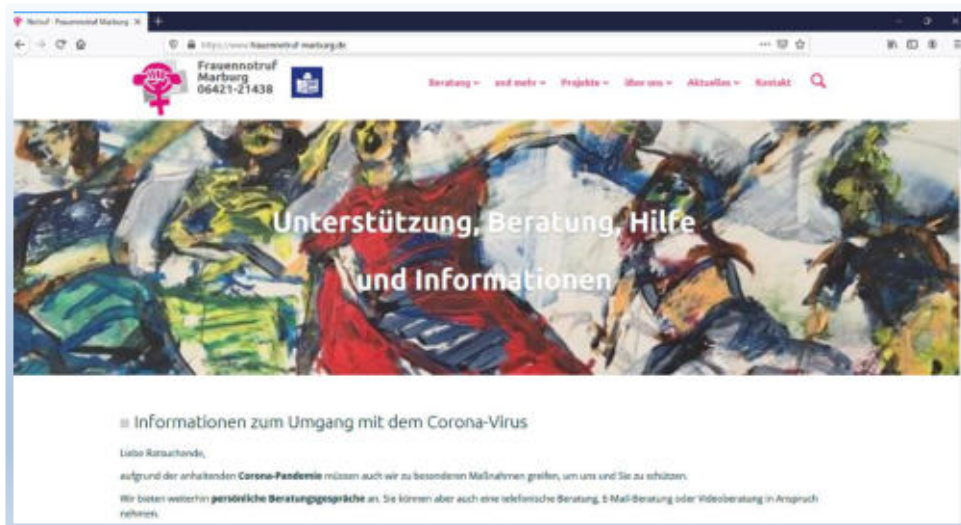 Notruf - Frauennotruf Marburg
https://www.frauennotruf-marburg.de
Frauennotruf
Marburg
06421-21438
Beratung und mehr Projekte über uns Aktuelles Kontakt
Unterstützung, Beratung, Hilfe
und Informationen
Informationen zum Umgang mit dem Corona-Virus
Liebe Ratsuchende,
aufgrund der anhaltenden Corona-Pandemie müssen auch wir zu besonderen Maßnahmen greifen, um uns und Sie zu schützen.
Wir bieten weiterhin persönliche Beratungsgespräche an. Sie können aber auch eine telefonische Beratung, E-Mail-Beratung oder Videoberatung in Anspruch
nehmen.